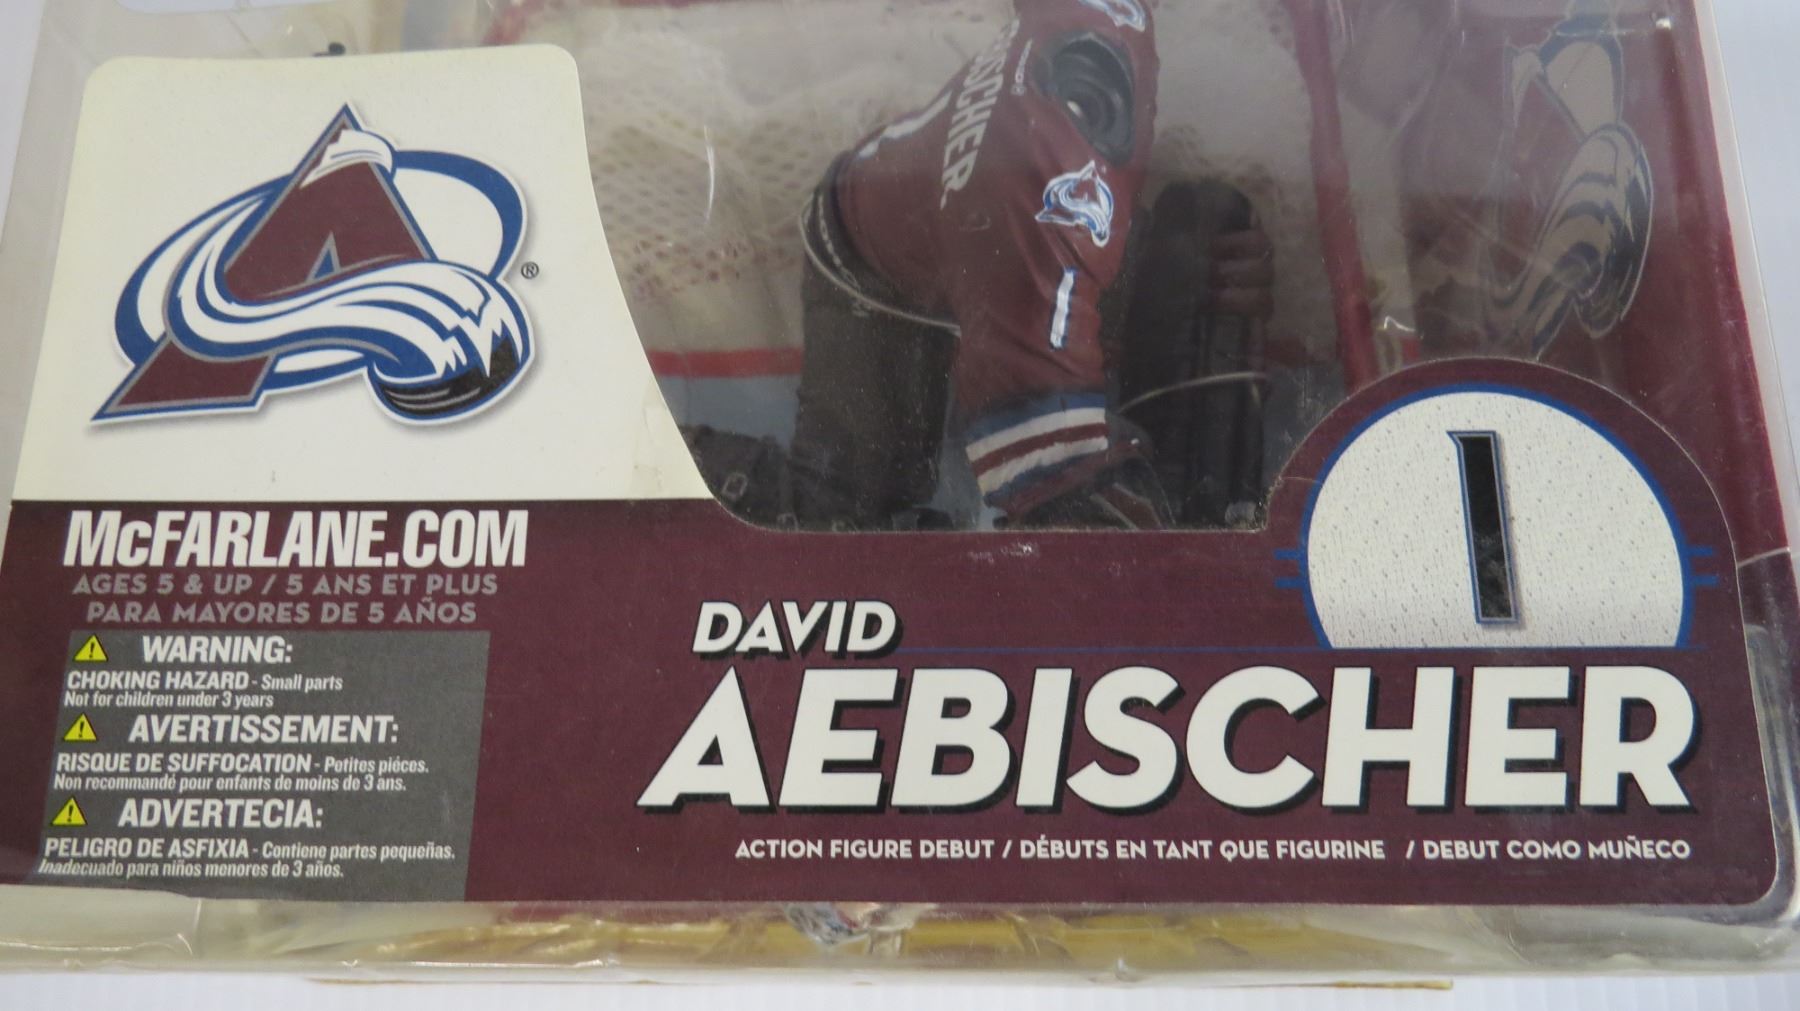 ®
McFARLANE.COM
AGES 5 & UP / 5 ANS ET PLUS
PARA MAYORES DE 5 AÑOS
WARNING:
CHOKING HAZARD - Small parts
Not for children under 3 years
AVERTISSEMENT:
RISQUE DE SUFFOCATION - Petites piéces.
Non recommandé pour enfants de moins de 3 ans.
ADVERTECIA:
PELIGRO DE ASFIXIA - Contiene partes pequeñas.
Inadecuado para niños menores de 3 años.
1
1
DAVID
AEBISCHER
ACTION FIGURE DEBUT / DÉBUTS EN TANT QUE FIGURINE / DEBUT COMO MUÑECO